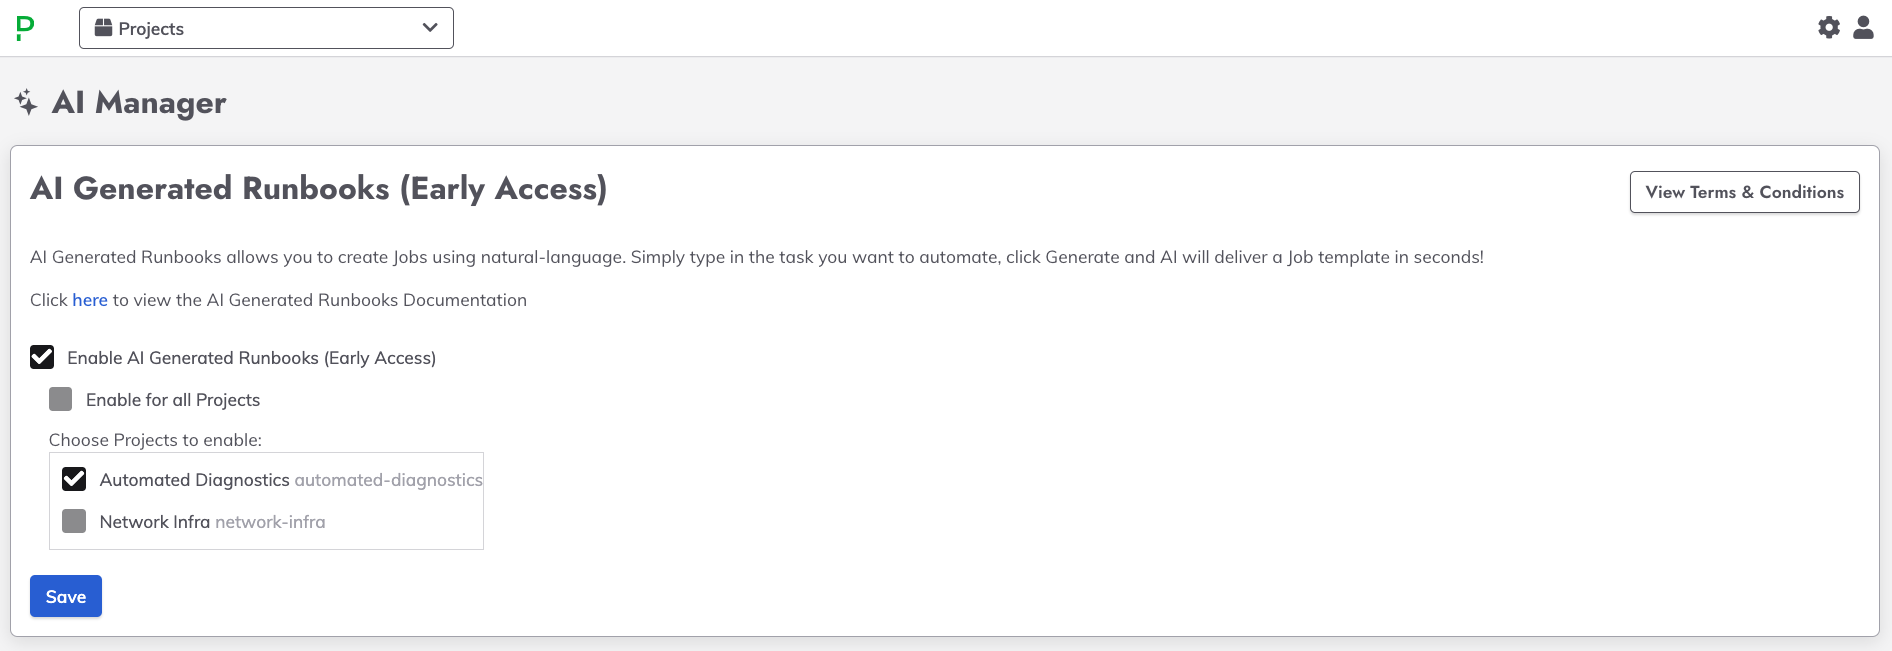 Projects
AI Manager
AI Generated Runbooks (Early Access)
View Terms & Conditions
AI Generated Runbooks allows you to create Jobs using natural-language. Simply type in the task you want to automate, click Generate and AI will deliver a Job template in seconds!
Click here to view the AI Generated Runbooks Documentation
Enable AI Generated Runbooks (Early Access)
Enable for all Projects
Choose Projects to enable:
Automated Diagnostics automated-diagnostics
Network Infra network-infra
Save